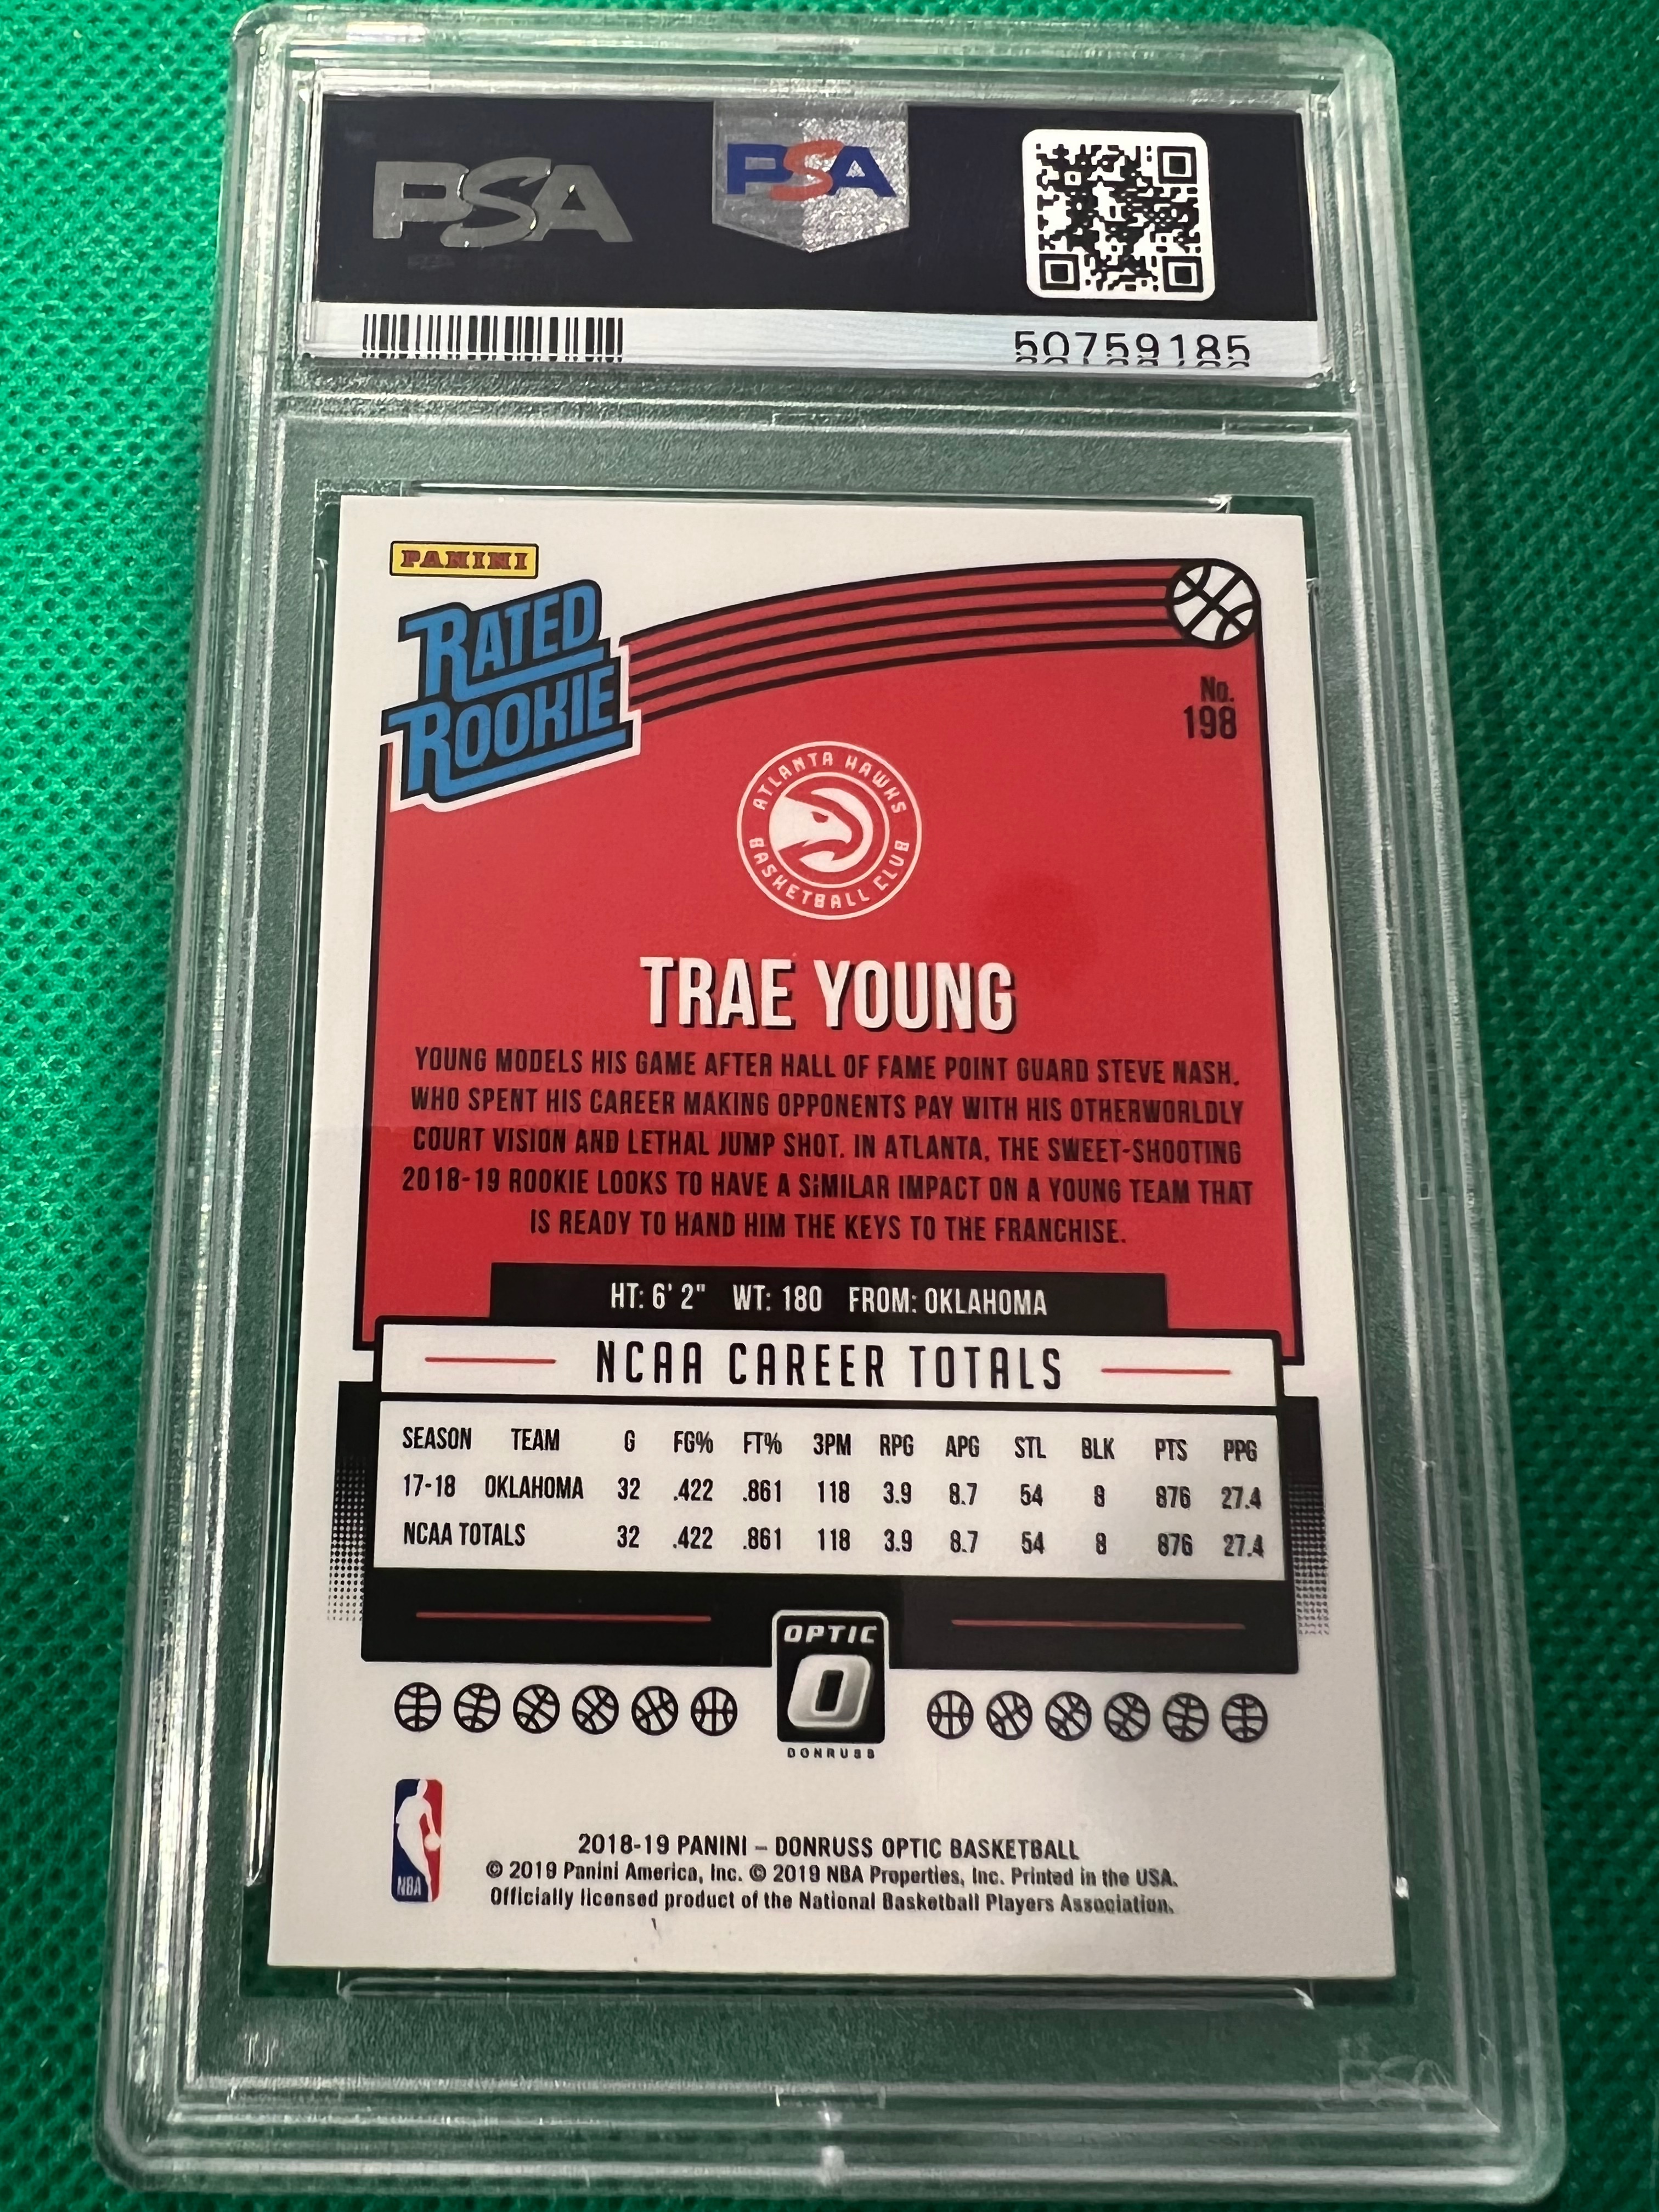 PSA
PSA
50759185
PANINI
RATED
ROOKIE
No.
198
ATLANTA HAWKS
BASKETBALL CLUB
TRAE YOUNG
YOUNG MODELS HIS GAME AFTER HALL OF FAME POINT GUARD STEVE NASH,
WHO SPENT HIS CAREER MAKING OPPONENTS PAY WITH HIS OTHERWORLDLY
COURT VISION AND LETHAL JUMP SHOT. IN ATLANTA, THE SWEET-SHOOTING
2018-19 ROOKIE LOOKS TO HAVE A SIMILAR IMPACT ON A YOUNG TEAM THAT
IS READY TO HAND HIM THE KEYS TO THE FRANCHISE.
HT: 6' 2" WT: 180 FROM: OKLAHOMA
NCAA CAREER TOTALS
SEASON TEAM G FG% FT% 3PM RPG APG STL BLK PTS PPG
17-18 OKLAHOMA 32 .422 .861 118 3.9 8.7 54 8 876 27.4
NCAA TOTALS 32 .422 .861 118 3.9 8.7 54 8 876 27.4
OPTIC
O
DONRUSS
NBA
2018-19 PANINI – DONRUSS OPTIC BASKETBALL
© 2019 Panini America, Inc. © 2019 NBA Properties, Inc. Printed in the USA.
Officially licensed product of the National Basketball Players Association.
PSA